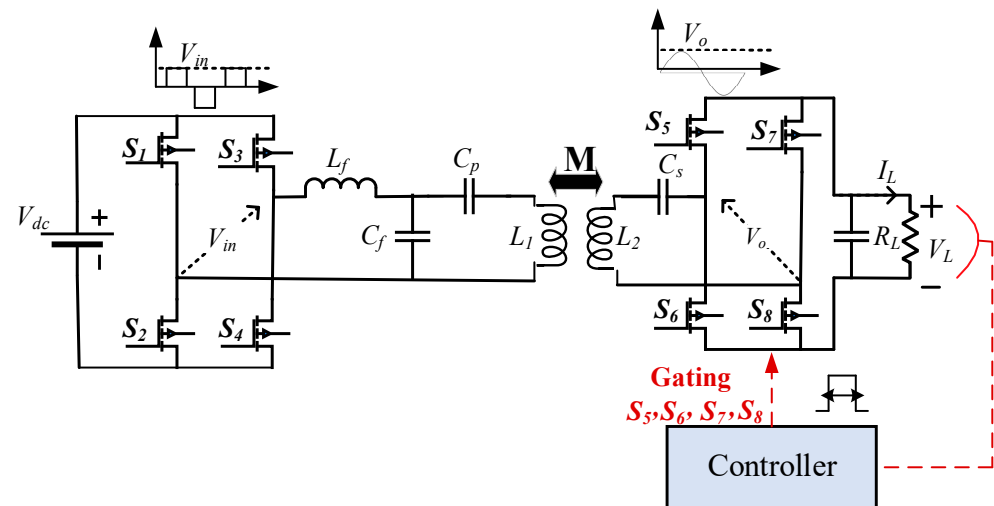 V_in
V_o
S_1
S_3
S_5
S_7
L_f
C_p
M
C_s
I_L
V_dc
+
-
V_in
C_f
L_1
L_2
V_o
R_L
+
V_L
-
S_2
S_4
S_6
S_8
Gating
S_5, S_6, S_7, S_8
Controller